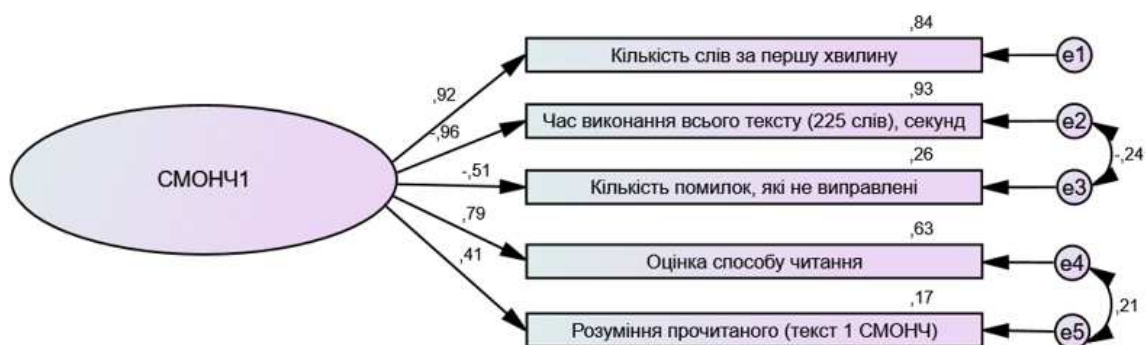 ,84
Кількість слів за першу хвилину
e1
,92
,93
Час виконання всього тексту (225 слів), секунд
e2
-,96
-,24
,26
СМОНЧ1
-,51
Кількість помилок, які не виправлені
e3
,79
,63
Оцінка способу читання
e4
,41
,21
,17
Розуміння прочитаного (текст 1 СМОНЧ)
e5